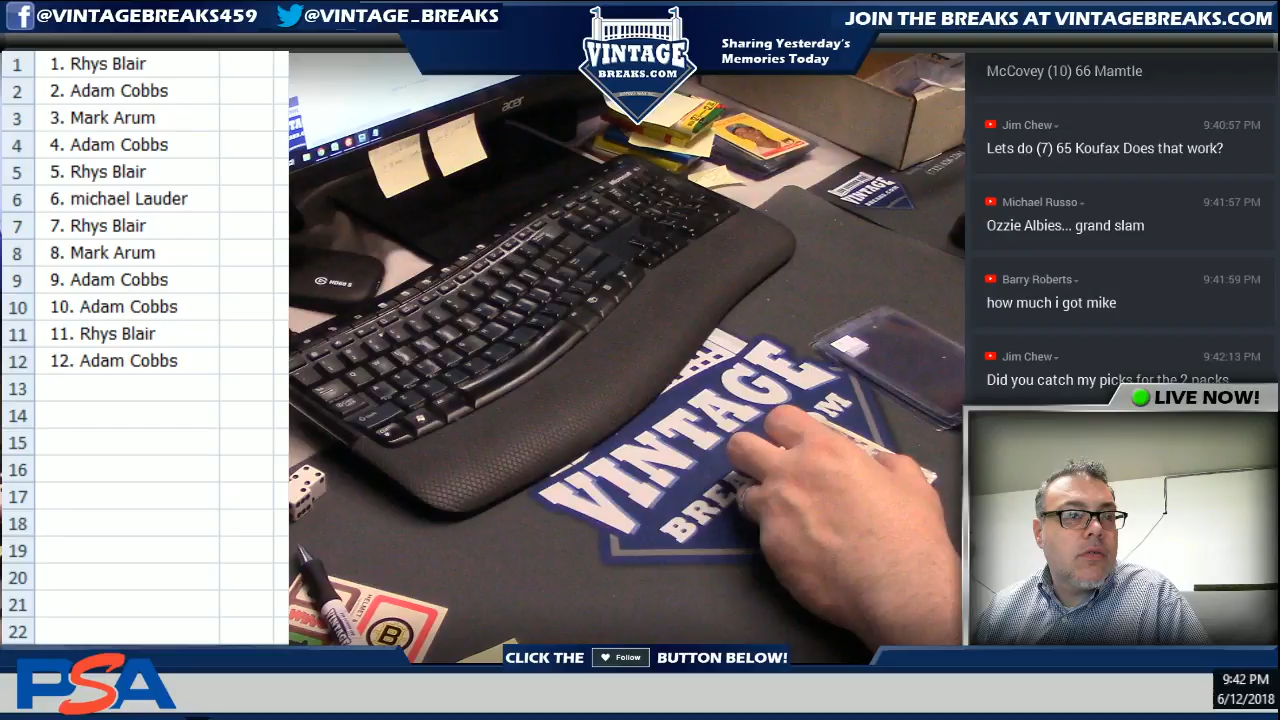 @VINTAGEBREAKS459
@VINTAGE_BREAKS
VINTAGE
BREAKS.COM
Sharing Yesterday's
Memories Today
JOIN THE BREAKS AT VINTAGEBREAKS.COM
1 1. Rhys Blair
2 2. Adam Cobbs
3 3. Mark Arum
4 4. Adam Cobbs
5 5. Rhys Blair
6 6. michael Lauder
7 7. Rhys Blair
8 8. Mark Arum
9 9. Adam Cobbs
10 10. Adam Cobbs
11 11. Rhys Blair
12 12. Adam Cobbs
13
14
15
16
17
18
19
20
21
22
acer
VINTAGE
HD60 S
VINTAGE
BREA
OM
HELMETS
B
VINTAGE
McCovey (10) 66 Mamtle
Jim Chew 9:40:57 PM
Lets do (7) 65 Koufax Does that work?
Michael Russo 9:41:57 PM
Ozzie Albies... grand slam
Barry Roberts 9:41:59 PM
how much i got mike
Jim Chew 9:42:13 PM
Did you catch my picks for the 2 packs
LIVE NOW!
CLICK THE Follow BUTTON BELOW!
PSA
9:42 PM
6/12/2018